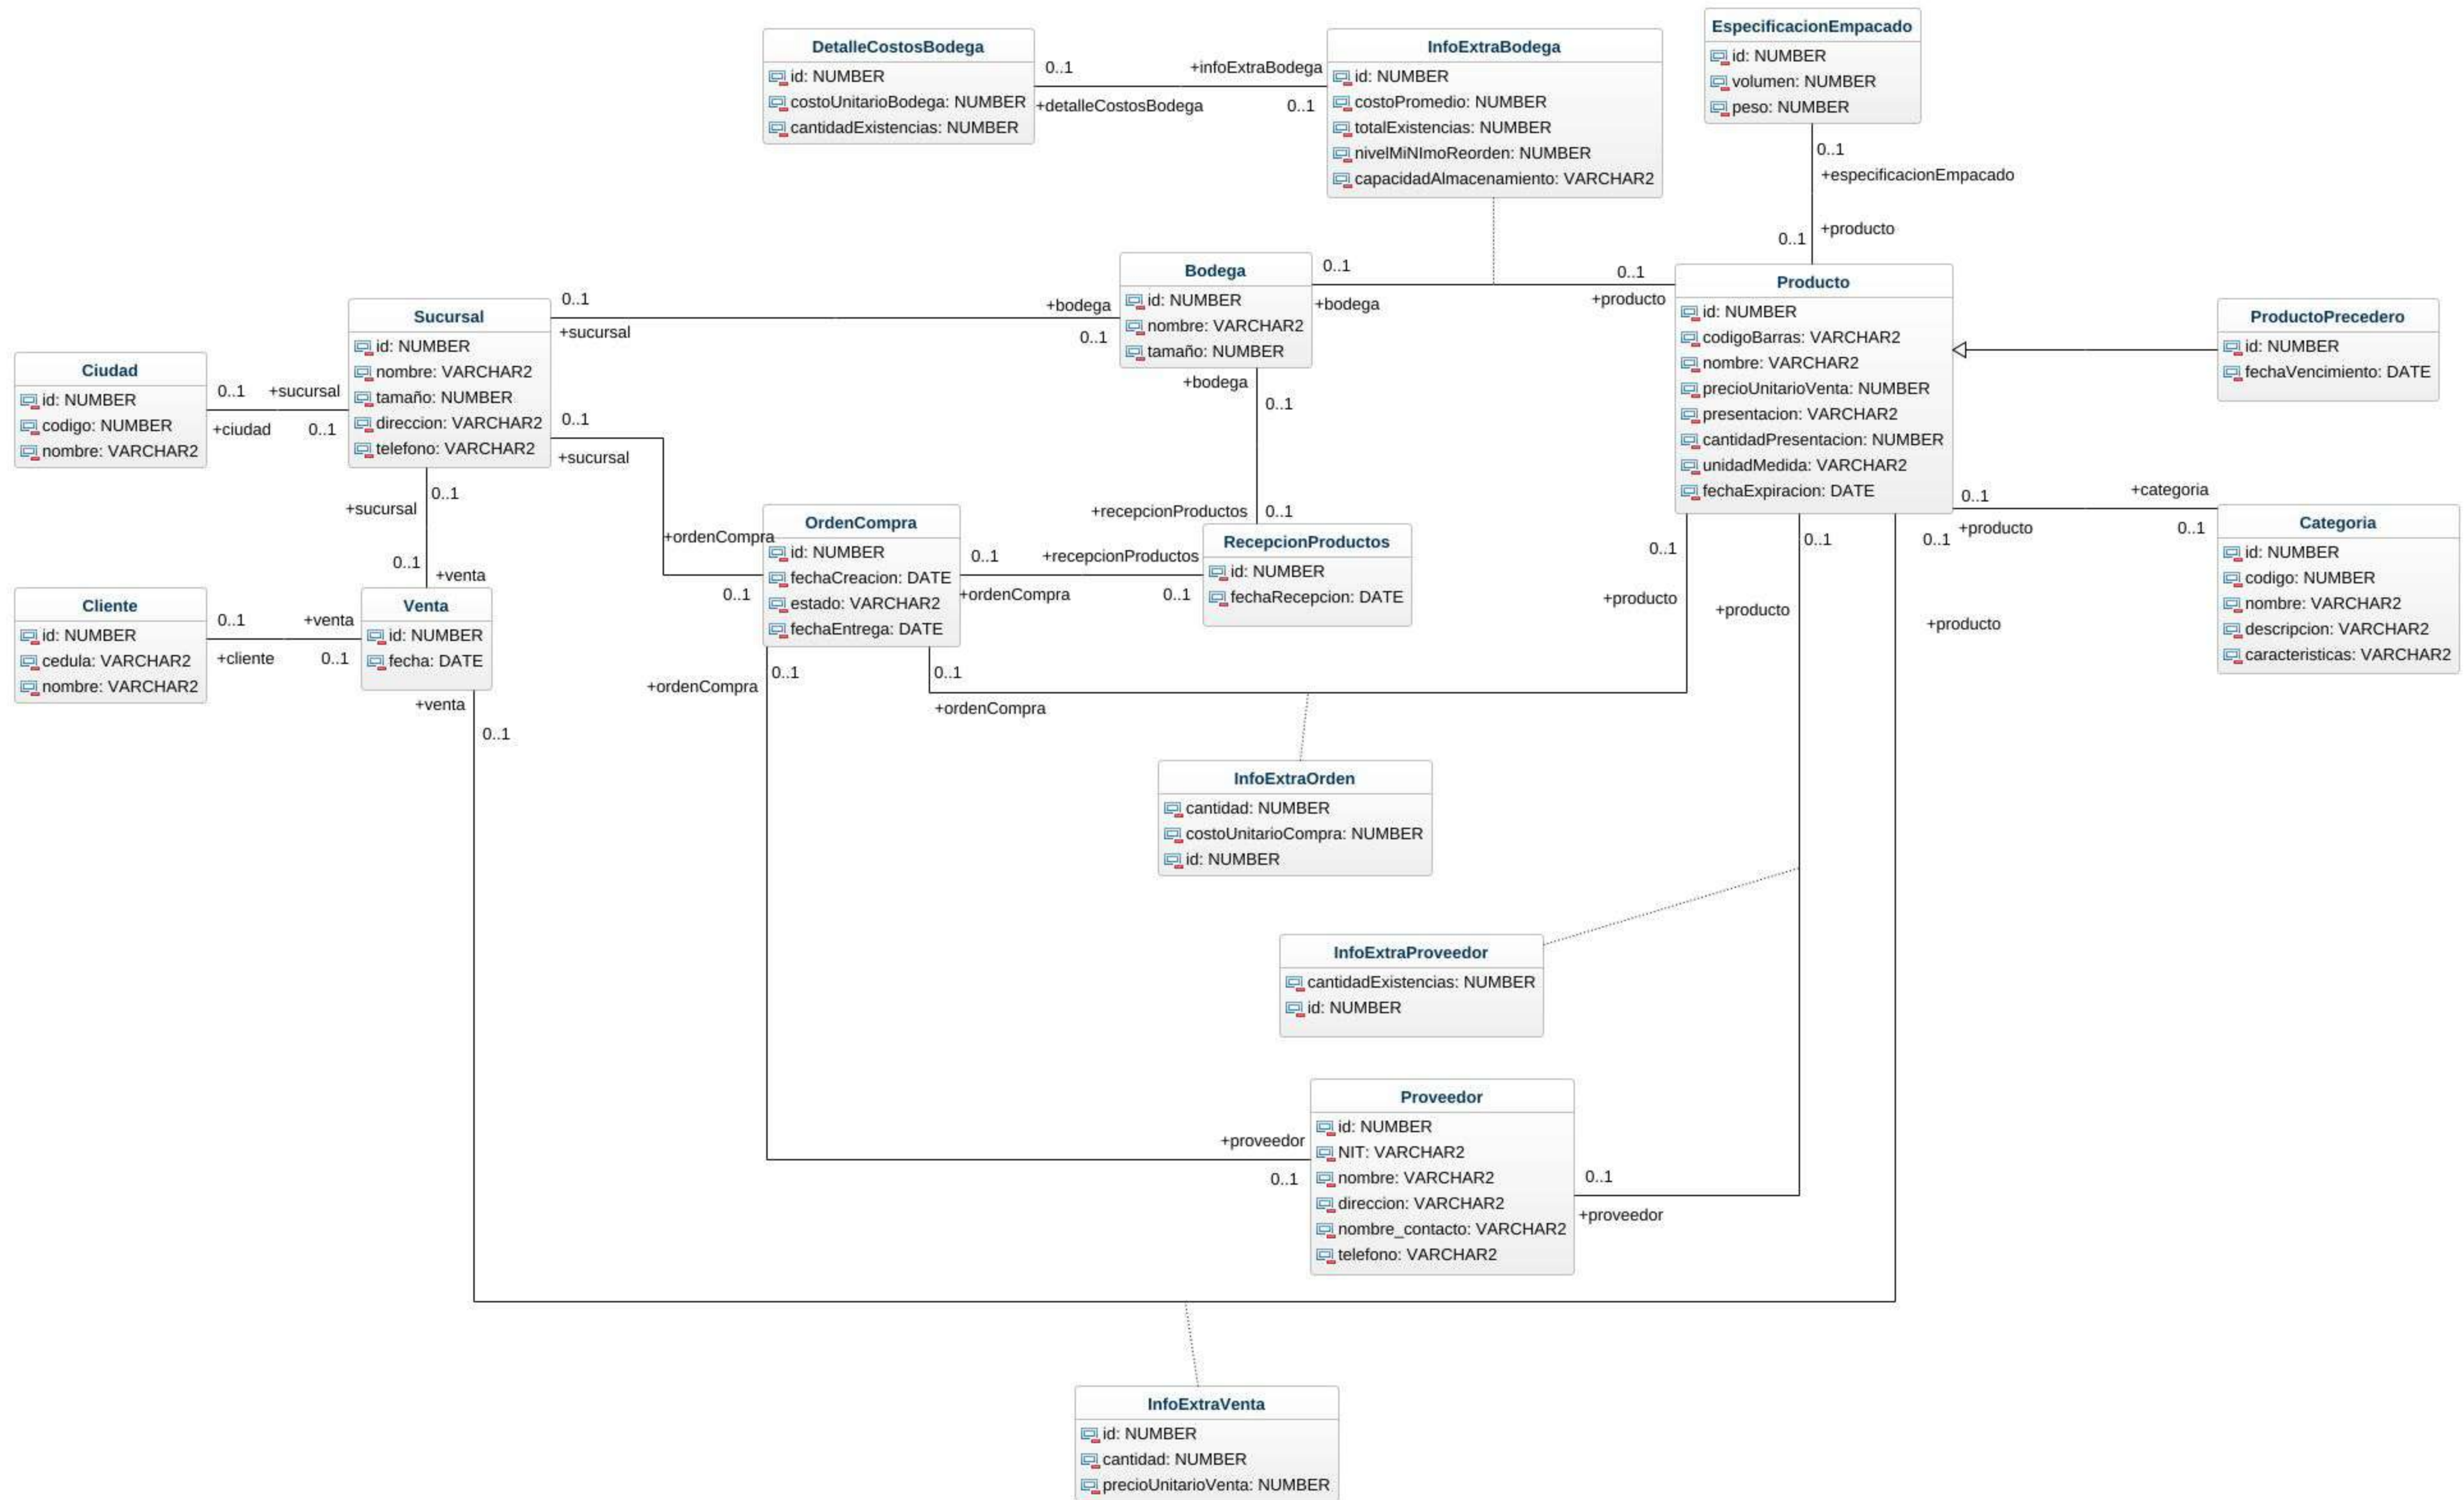 DetalleCostosBodega
id: NUMBER
costoUnitarioBodega: NUMBER
cantidadExistencias: NUMBER
0..1
+infoExtraBodega
+detalleCostosBodega
0..1
InfoExtraBodega
id: NUMBER
costoPromedio: NUMBER
totalExistencias: NUMBER
nivelMiNImoReorden: NUMBER
capacidadAlmacenamiento: VARCHAR2
EspecificacionEmpacado
id: NUMBER
volumen: NUMBER
peso: NUMBER
0..1
+especificacionEmpacado
+producto
0..1
Ciudad
id: NUMBER
codigo: NUMBER
nombre: VARCHAR2
0..1
+sucursal
+ciudad
0..1
Sucursal
id: NUMBER
nombre: VARCHAR2
tamaño: NUMBER
direccion: VARCHAR2
telefono: VARCHAR2
0..1
+sucursal
+bodega
0..1
0..1
+sucursal
+ordenCompra
0..1
Bodega
id: NUMBER
nombre: VARCHAR2
tamaño: NUMBER
0..1
+bodega
0..1
+producto
+bodega
0..1
+recepcionProductos
0..1
Producto
id: NUMBER
codigoBarras: VARCHAR2
nombre: VARCHAR2
precioUnitarioVenta: NUMBER
presentacion: VARCHAR2
cantidadPresentacion: NUMBER
unidadMedida: VARCHAR2
fechaExpiracion: DATE
ProductoPrecedero
id: NUMBER
fechaVencimiento: DATE
0..1
+categoria
+producto
0..1
Categoria
id: NUMBER
codigo: NUMBER
nombre: VARCHAR2
descripcion: VARCHAR2
caracteristicas: VARCHAR2
+sucursal
0..1
0..1
+venta
Cliente
id: NUMBER
cedula: VARCHAR2
nombre: VARCHAR2
0..1
+venta
+cliente
0..1
Venta
id: NUMBER
fecha: DATE
+venta
0..1
OrdenCompra
id: NUMBER
fechaCreacion: DATE
estado: VARCHAR2
fechaEntrega: DATE
0..1
+recepcionProductos
+ordenCompra
0..1
RecepcionProductos
id: NUMBER
fechaRecepcion: DATE
0..1
+producto
0..1
+producto
0..1
+producto
+ordenCompra
0..1
0..1
+ordenCompra
InfoExtraOrden
cantidad: NUMBER
costoUnitarioCompra: NUMBER
id: NUMBER
InfoExtraProveedor
cantidadExistencias: NUMBER
id: NUMBER
+proveedor
0..1
Proveedor
id: NUMBER
NIT: VARCHAR2
nombre: VARCHAR2
direccion: VARCHAR2
nombre_contacto: VARCHAR2
telefono: VARCHAR2
0..1
+proveedor
InfoExtraVenta
id: NUMBER
cantidad: NUMBER
precioUnitarioVenta: NUMBER